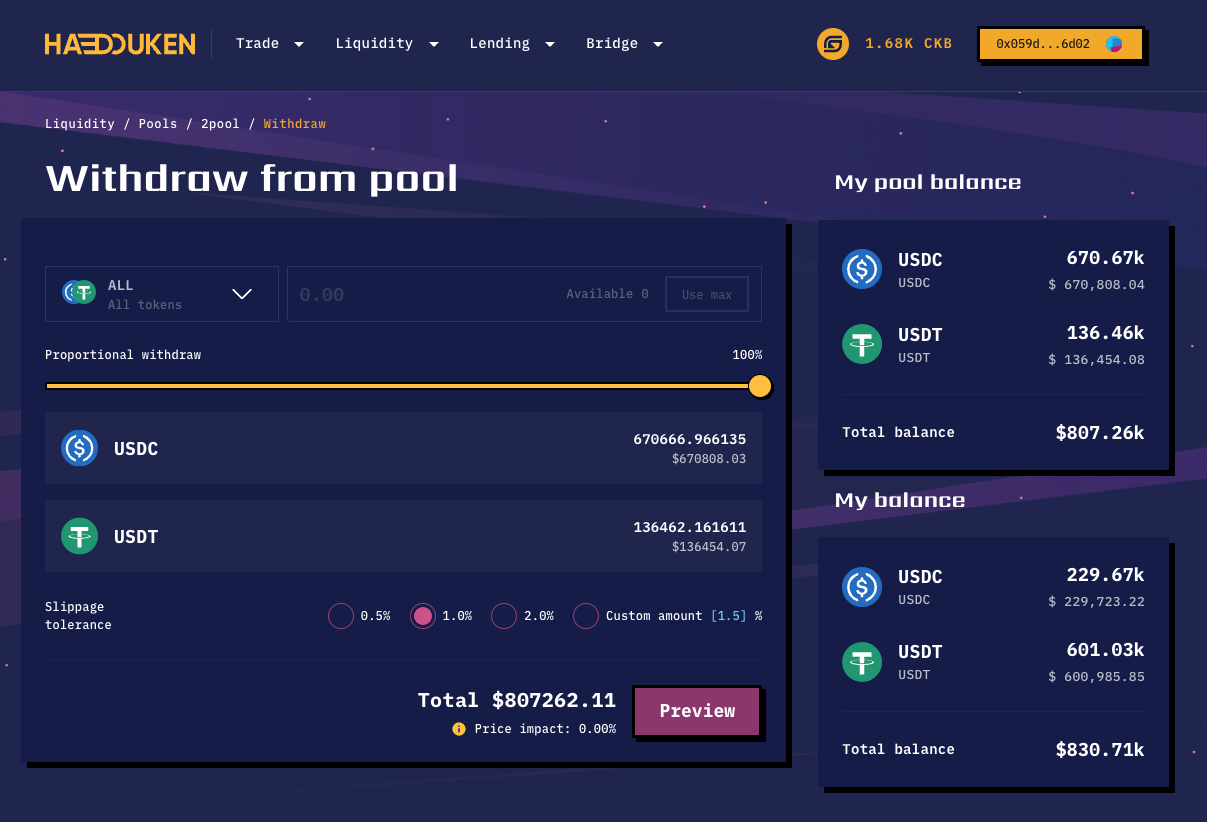 HADOUKEN
Trade Liquidity Lending Bridge
1.68K CKB
0x059d...6d02
Liquidity / Pools / 2pool / Withdraw
Withdraw from pool
ALL
All tokens
0.00
Available 0
Use max
Proportional withdraw
100%
USDC
670666.966135
$670808.03
USDT
136462.161611
$136454.07
Slippage
tolerance
0.5% 1.0% 2.0% Custom amount [1.5] %
Total $807262.11
Price impact: 0.00%
Preview
My pool balance
USDC 670.67k
USDC $ 670,808.04
USDT 136.46k
USDT $ 136,454.08
Total balance $807.26k
My balance
USDC 229.67k
USDC $ 229,723.22
USDT 601.03k
USDT $ 600,985.85
Total balance $830.71k